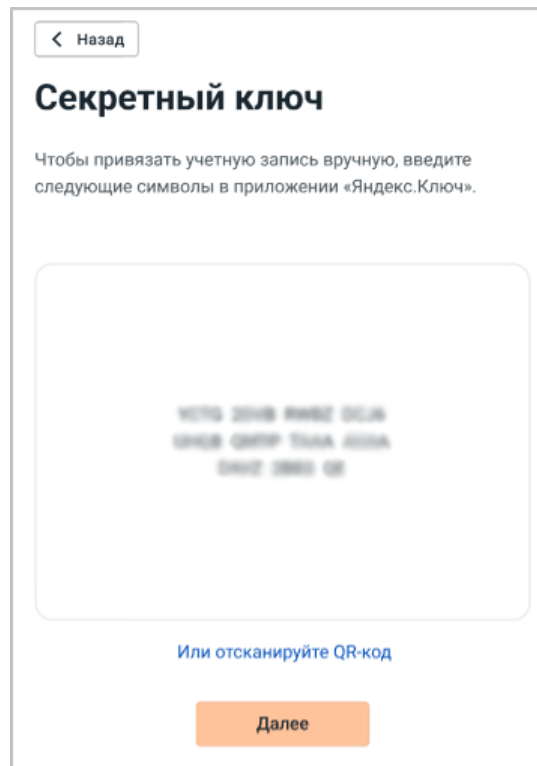 Назад
Секретный ключ
Чтобы привязать учетную запись вручную, введите
следующие символы в приложении «Яндекс.Ключ».
Или отсканируйте QR-код
Далее